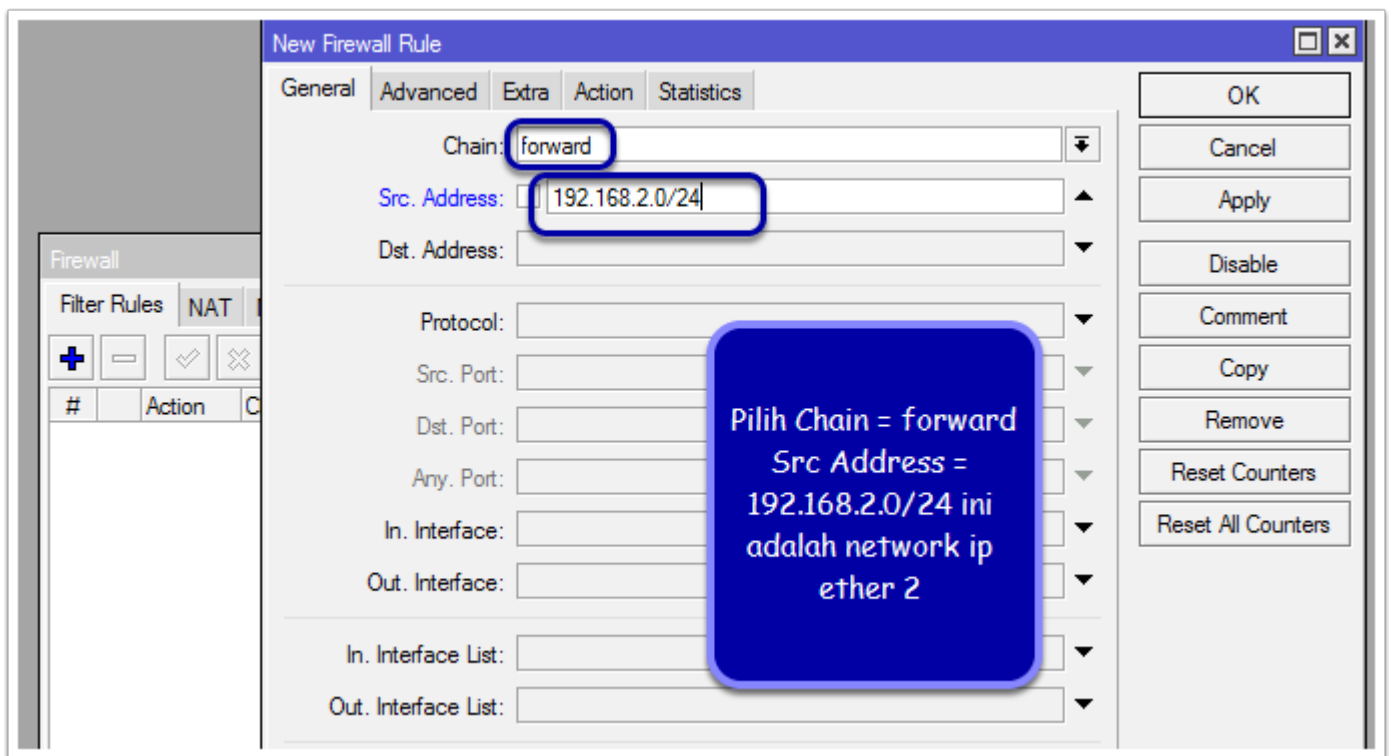 New Firewall Rule
General Advanced Extra Action Statistics
OK
Chain: forward
Cancel
Src. Address: 192.168.2.0/24
Apply
Dst. Address:
Firewall
Disable
Filter Rules NAT
Protocol:
Comment
Src. Port:
Copy
# Action C
Dst. Port:
Remove
Any. Port:
Reset Counters
In. Interface:
Reset All Counters
Out. Interface:
In. Interface List:
Out. Interface List:
Pilih Chain = forward
Src Address =
192.168.2.0/24 ini
adalah network ip
ether 2